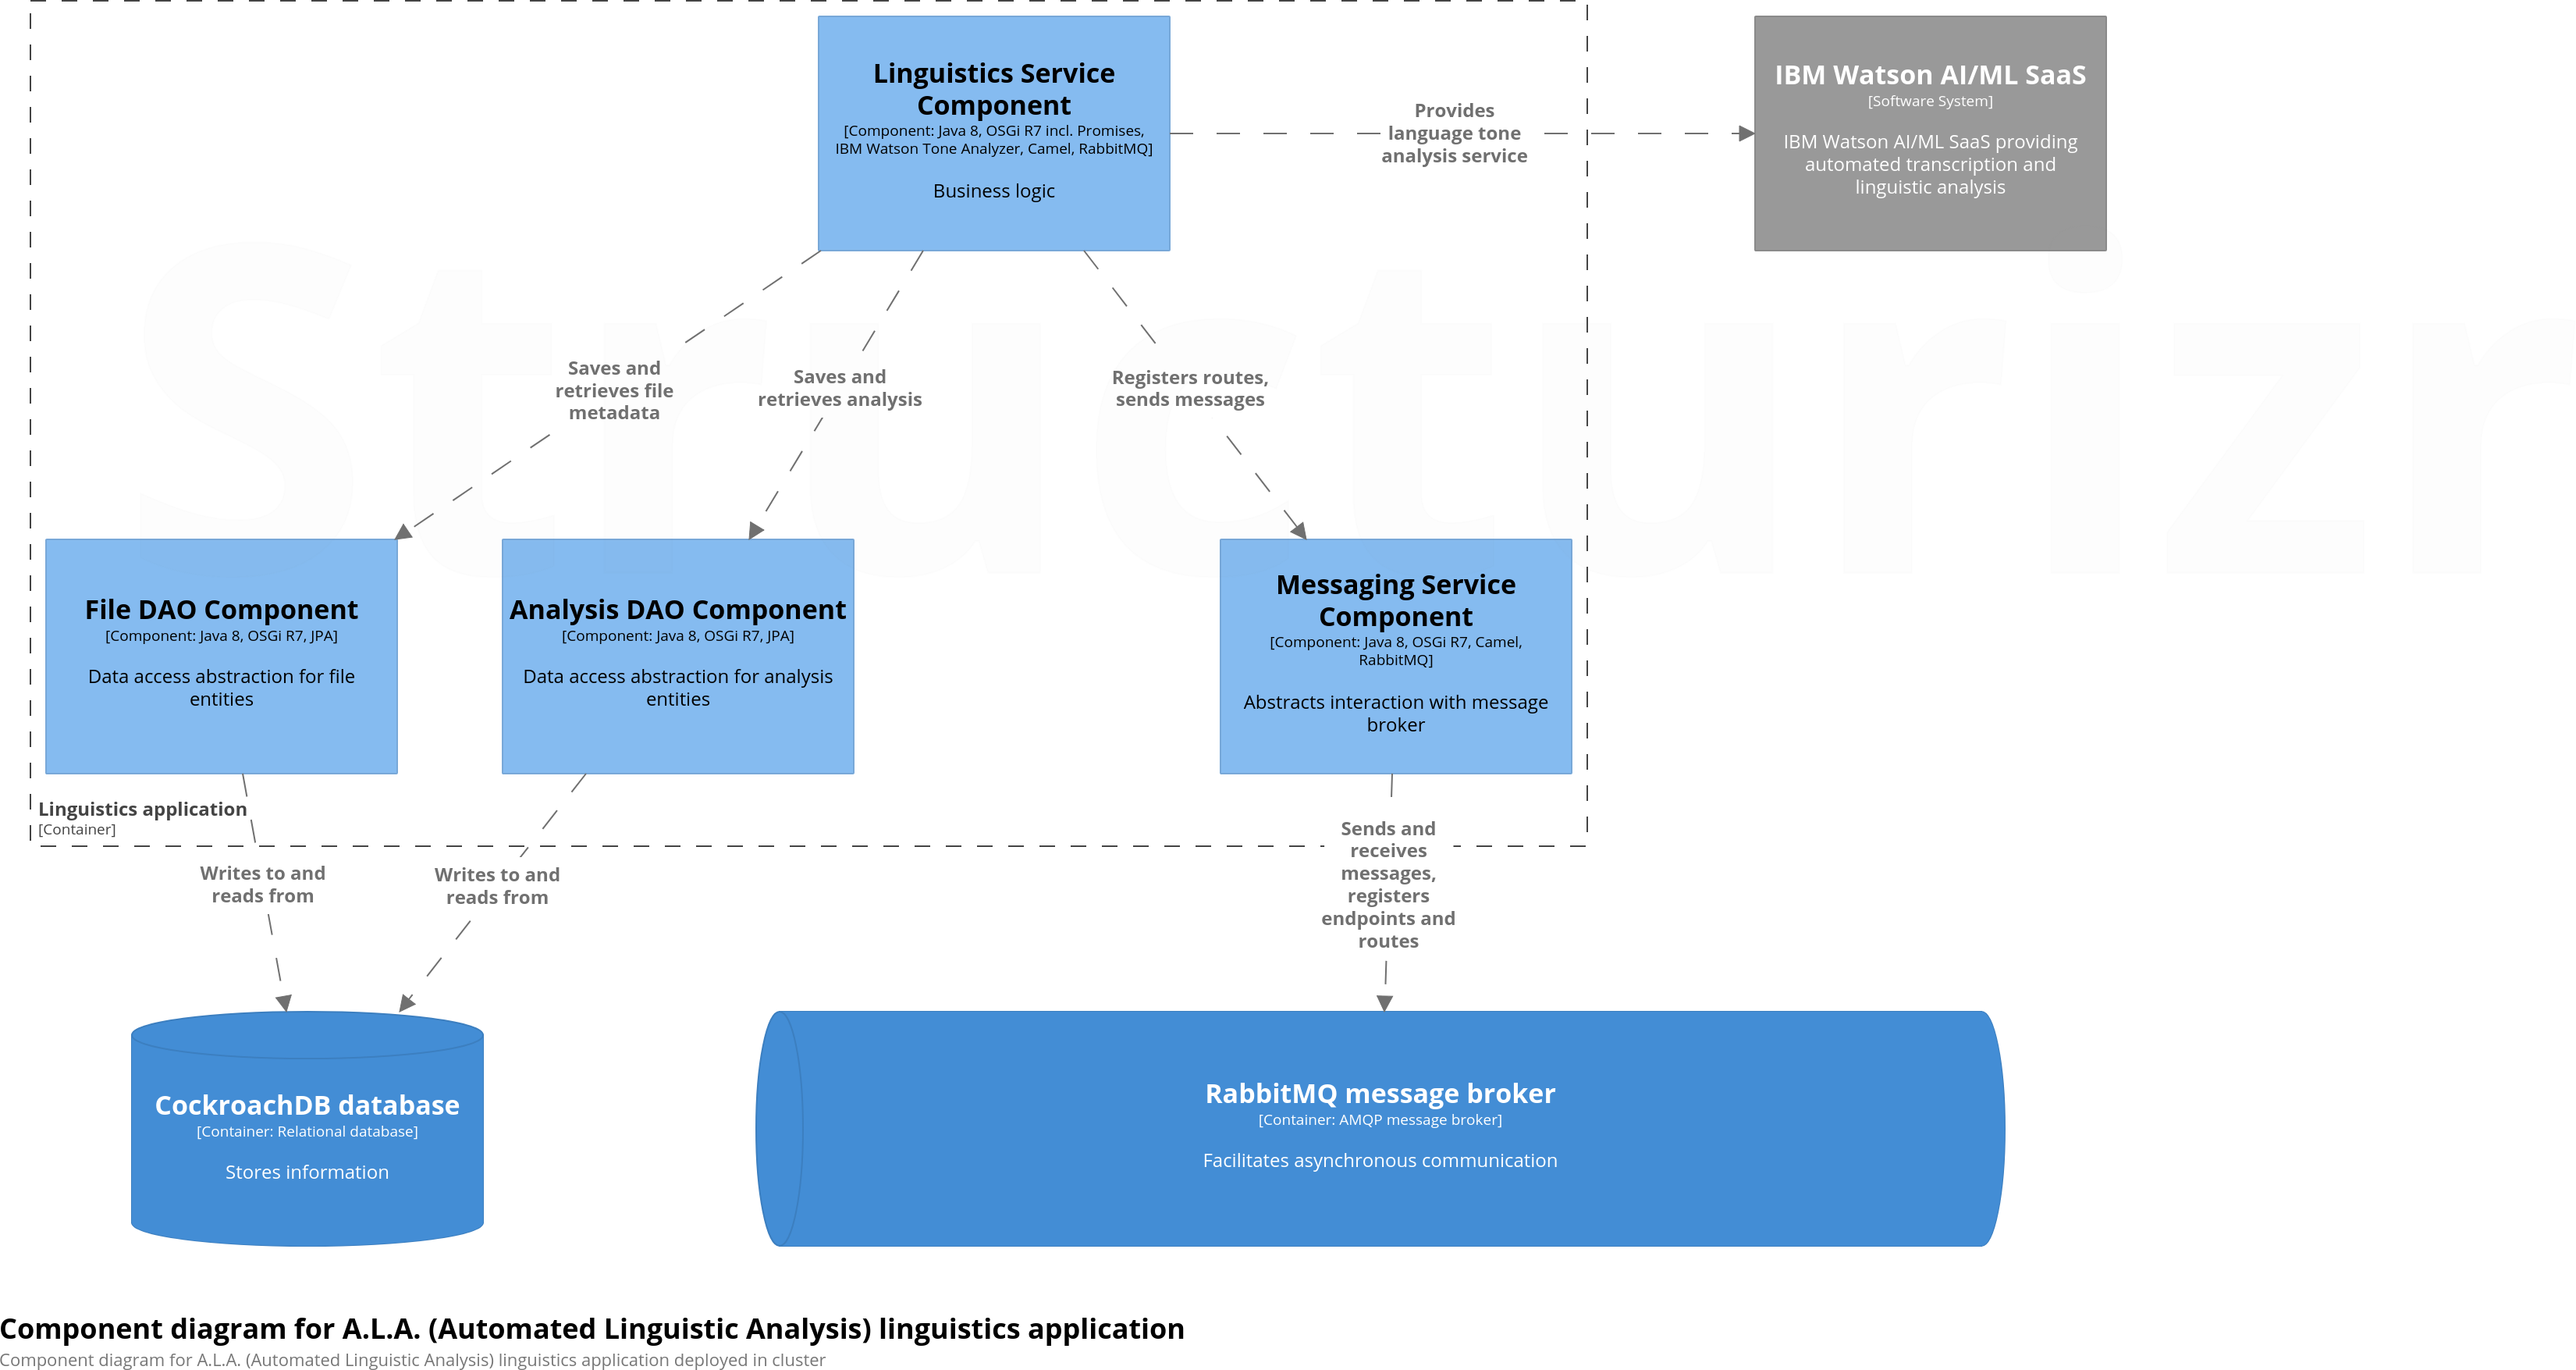 Linguistics Service
Component
[Component: Java 8, OSGi R7 incl. Promises,
IBM Watson Tone Analyzer, Camel, RabbitMQ]
Business logic
Provides
language tone
analysis service
IBM Watson AI/ML SaaS
[Software System]
IBM Watson AI/ML SaaS providing
automated transcription and
linguistic analysis
Structurizr
Saves and
retrieves file
metadata
Saves and
retrieves analysis
Registers routes,
sends messages
File DAO Component
[Component: Java 8, OSGi R7, JPA]
Data access abstraction for file
entities
Analysis DAO Component
[Component: Java 8, OSGi R7, JPA]
Data access abstraction for analysis
entities
Messaging Service
Component
[Component: Java 8, OSGi R7, Camel,
RabbitMQ]
Abstracts interaction with message
broker
Linguistics application
[Container]
Writes to and
reads from
Writes to and
reads from
Sends and
receives
messages,
registers
endpoints and
routes
CockroachDB database
[Container: Relational database]
Stores information
RabbitMQ message broker
[Container: AMQP message broker]
Facilitates asynchronous communication
Component diagram for A.L.A. (Automated Linguistic Analysis) linguistics application
Component diagram for A.L.A. (Automated Linguistic Analysis) linguistics application deployed in cluster